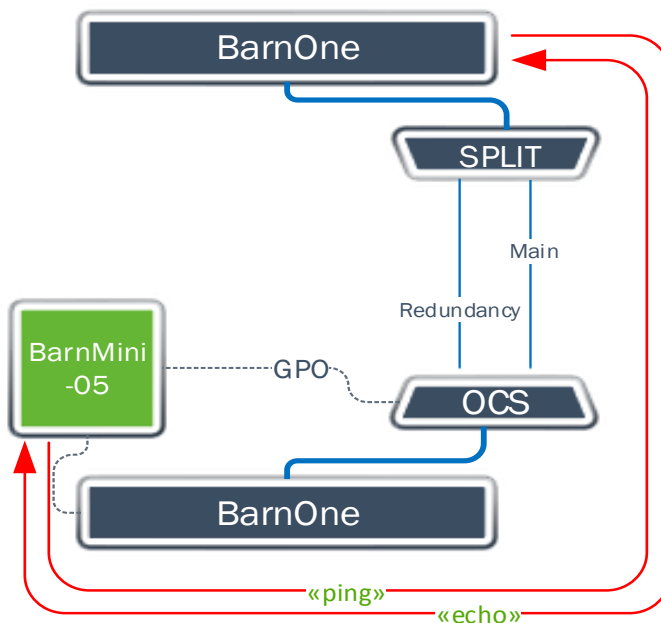 BarnOne
SPLIT
Main
Redundancy
BarnMini
-05
GPO
OCS
BarnOne
«ping»
«echo»